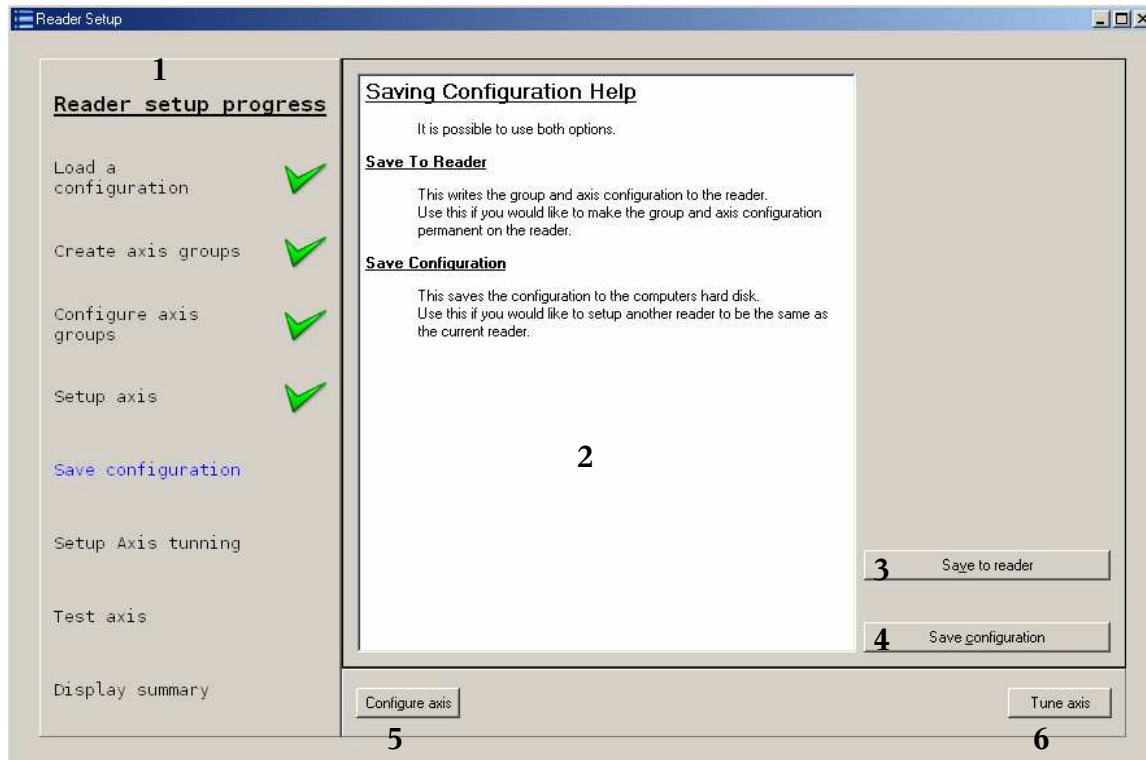 Reader Setup
1
Reader setup progress
Load a
configuration
Create axis groups
Configure axis
groups
Setup axis
Save configuration
Setup Axis tunning
Test axis
Display summary
Saving Configuration Help
It is possible to use both options.
Save To Reader
This writes the group and axis configuration to the reader.
Use this if you would like to make the group and axis configuration
permanent on the reader.
Save Configuration
This saves the configuration to the computers hard disk.
Use this if you would like to setup another reader to be the same as
the current reader.
2
3 Save to reader
4 Save configuration
Configure axis
5
Tune axis
6